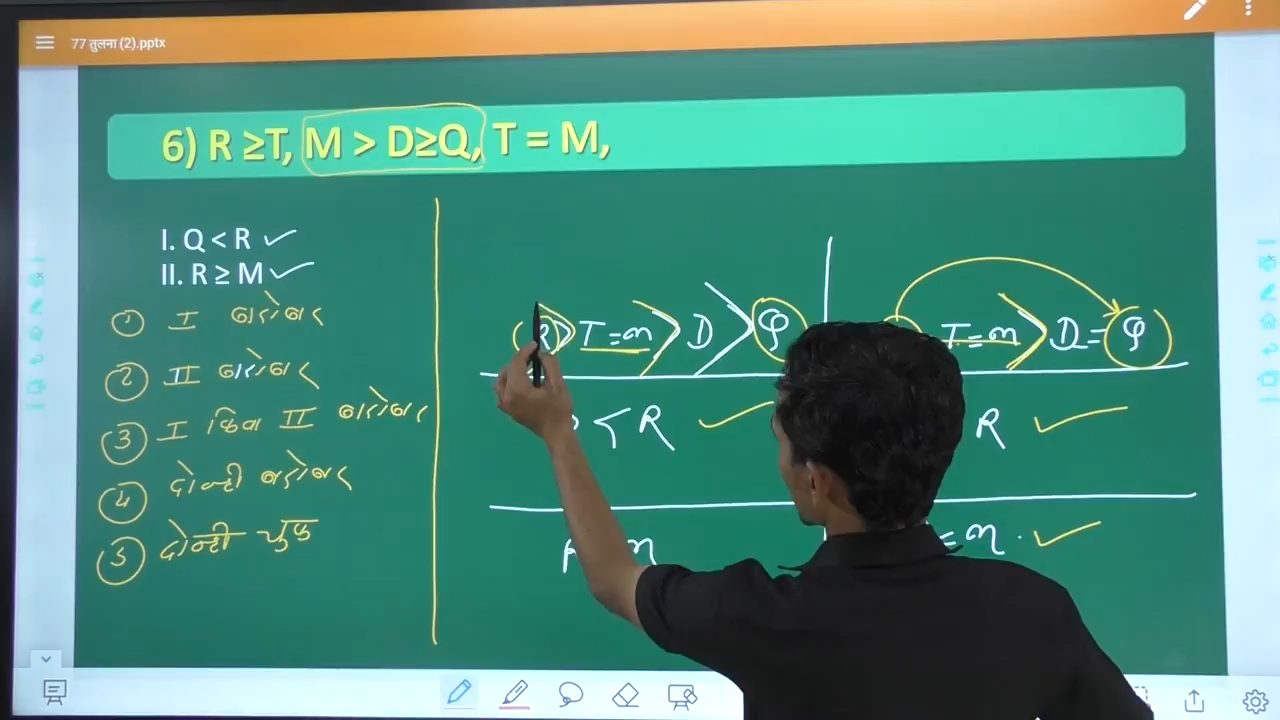 77 तुलना (2).pptx
6) R ≥T, M > D≥Q, T = M,
I. Q < R ✓
II. R ≥ M ✓
① I बरोबर
② II बरोबर
③ I किंवा II बरोबर
④ दोन्ही बरोबर
⑤ दोन्ही चुक
R > T = m > D > Q
T = m > D = Q
< R ✓
R ✓
m
= m . ✓